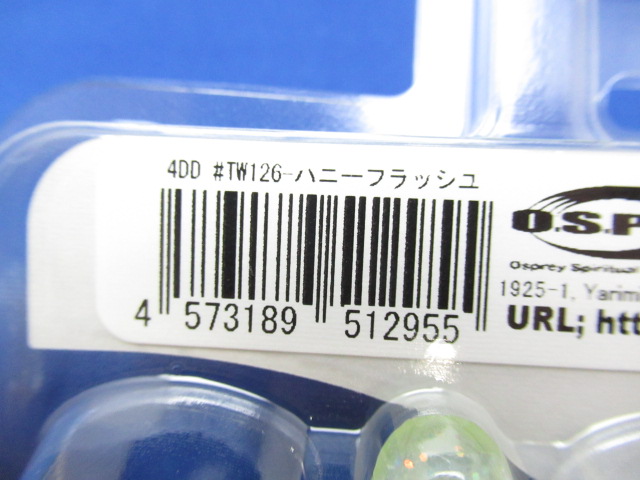 4DD #TW126-ハニーフラッシュ
4 573189 512955
O.S.P
Osprey Spiritual
1925-1, Yarim
URL; htt